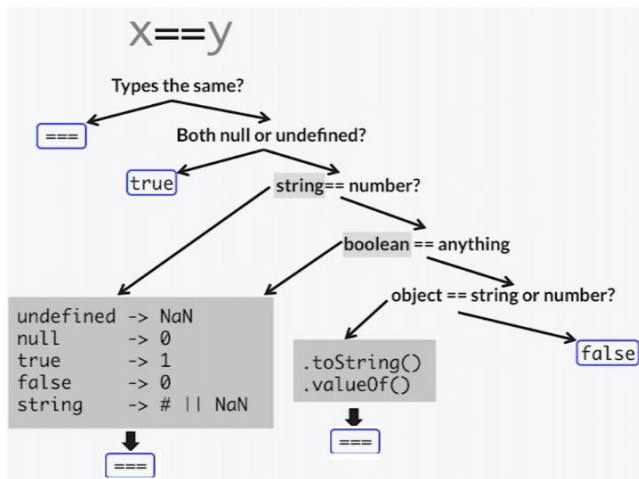 x==y
Types the same?
===
Both null or undefined?
true
string== number?
boolean == anything
object == string or number?
undefined -> NaN
null -> 0
true -> 1
false -> 0
string -> # || NaN
.toString()
.valueOf()
false
===
===